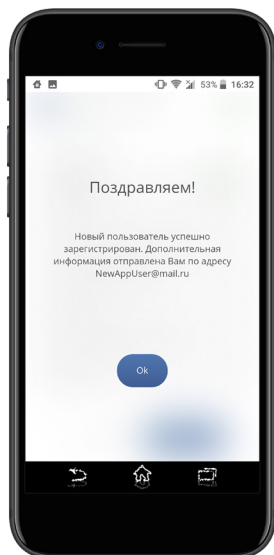 53% 16:32
Поздравляем!
Новый пользователь успешно
зарегистрирован. Дополнительная
информация отправлена Вам по адресу
NewAppUser@mail.ru
Ok